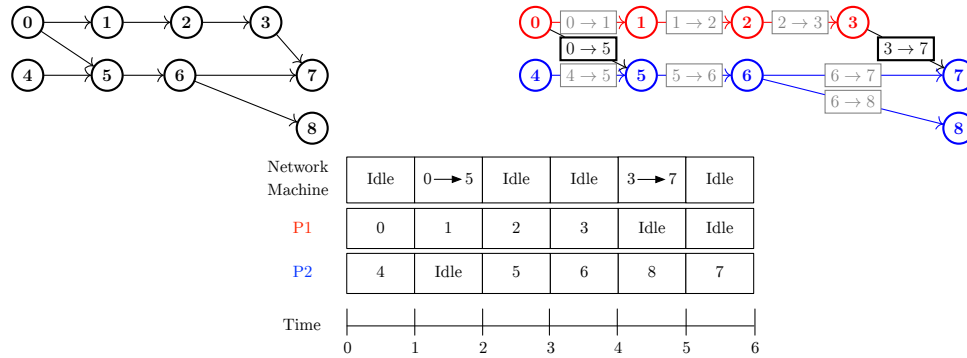 0 1 2 3
4 5 6 7
8
0 0 → 1 1 1 → 2 2 2 → 3 3
0 → 5 3 → 7
4 4 → 5 5 5 → 6 6 6 → 7 7
6 → 8
8
Network Machine Idle 0 → 5 Idle Idle 3 → 7 Idle
P1 0 1 2 3 Idle Idle
P2 4 Idle 5 6 8 7
Time
0 1 2 3 4 5 6